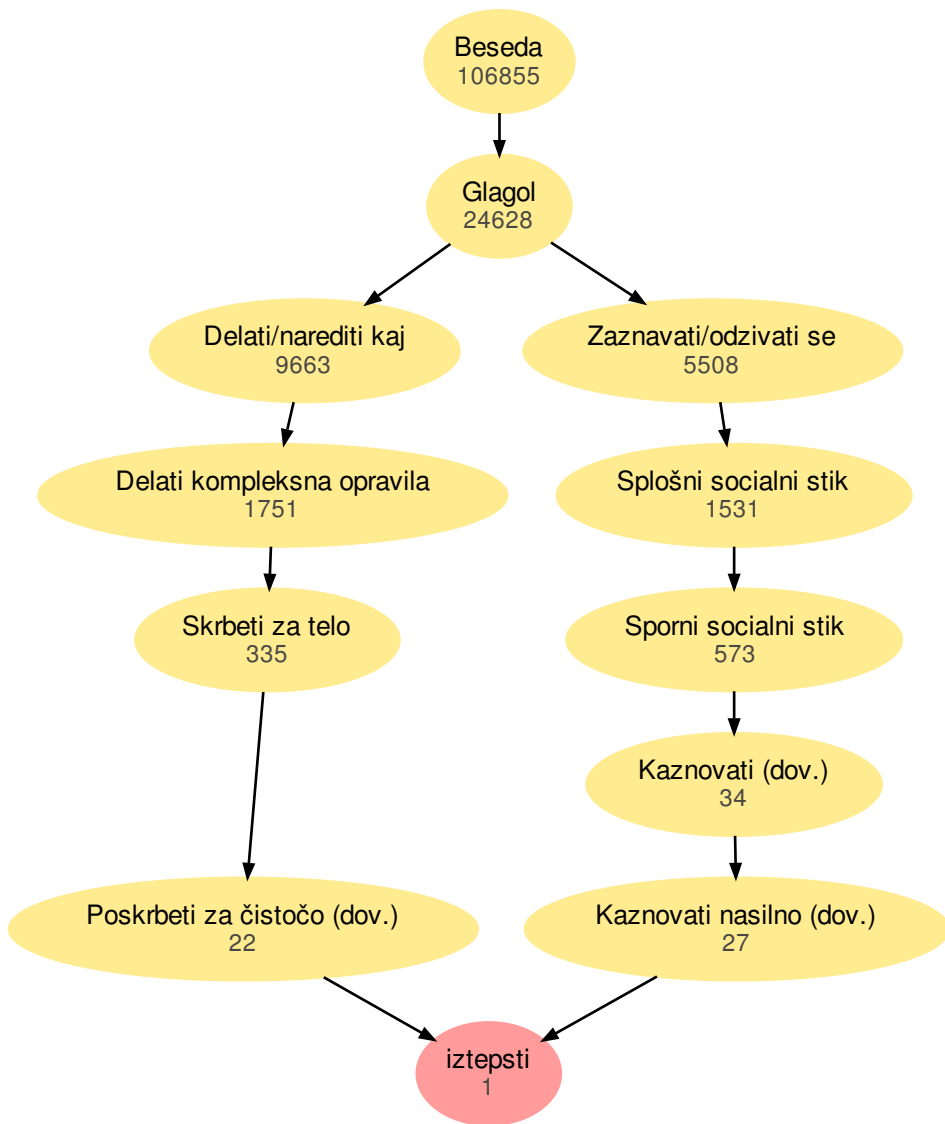 Beseda
106855
Glagol
24628
Delati/narediti kaj
9663
Zaznavati/odzivati se
5508
Delati kompleksna opravila
1751
Splošni socialni stik
1531
Skrbeti za telo
335
Sporni socialni stik
573
Kaznovati (dov.)
34
Poskrbeti za čistočo (dov.)
22
Kaznovati nasilno (dov.)
27
iztepsti
1